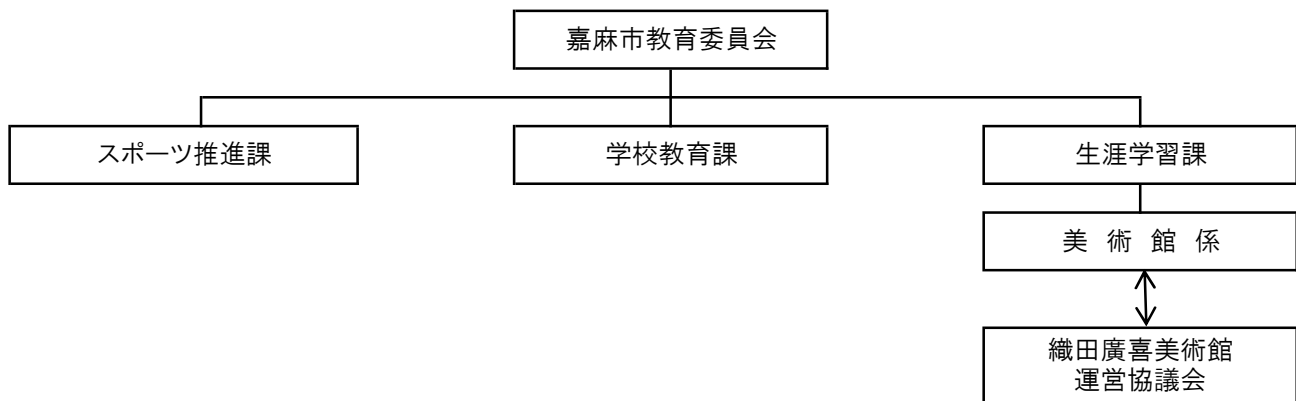 嘉麻市教育委員会
スポーツ推進課
学校教育課
生涯学習課
美術館係
織田廣喜美術館
運営協議会